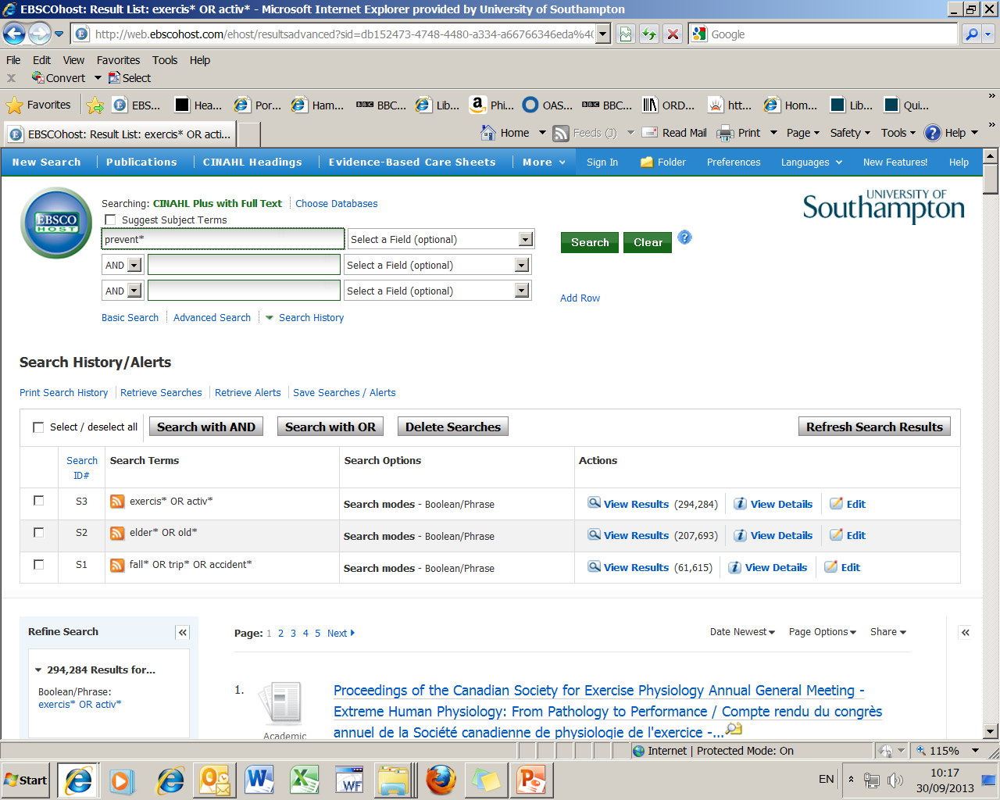 EBSCOhost: Result List: exercis* OR activ* - Microsoft Internet Explorer provided by University of Southampton
http://web.ebscohost.com/ehost/resultsadvanced?sid=db152473-4748-4480-a334-a66766346eda%40
Google
File Edit View Favorites Tools Help
x Convert Select
Favorites EBS... Hea... Por... Ham... BBC BBC... Lib... Phi... OAS... BBC BBC... ORD... htt... Hom... Lib... Qui... »
EBSCOhost: Result List: exercis* OR acti... Home Feeds (J) Read Mail Print Page Safety Tools Help »
New Search Publications CINAHL Headings Evidence-Based Care Sheets More Sign In Folder Preferences Languages New Features! Help
EBSCO
HOST
UNIVERSITY OF
Southampton
Searching: CINAHL Plus with Full Text Choose Databases
Suggest Subject Terms
prevent* Select a Field (optional) Search Clear ?
AND Select a Field (optional)
AND Select a Field (optional) Add Row
Basic Search Advanced Search Search History
Search History/Alerts
Print Search History Retrieve Searches Retrieve Alerts Save Searches / Alerts
Select / deselect all Search with AND Search with OR Delete Searches Refresh Search Results
Search ID# Search Terms Search Options Actions
S3 exercis* OR activ* Search modes - Boolean/Phrase View Results (294,284) View Details Edit
S2 elder* OR old* Search modes - Boolean/Phrase View Results (207,693) View Details Edit
S1 fall* OR trip* OR accident* Search modes - Boolean/Phrase View Results (61,615) View Details Edit
Refine Search «
294,284 Results for...
Boolean/Phrase:
exercis* OR activ*
Page: 1 2 3 4 5 Next Date Newest Page Options Share «
1. Proceedings of the Canadian Society for Exercise Physiology Annual General Meeting -
Extreme Human Physiology: From Pathology to Performance / Compte rendu du congrès
annuel de la Société canadienne de physiologie de l'exercice -...
Academic
Internet | Protected Mode: On 115%
Start WF EN 10:17
30/09/2013